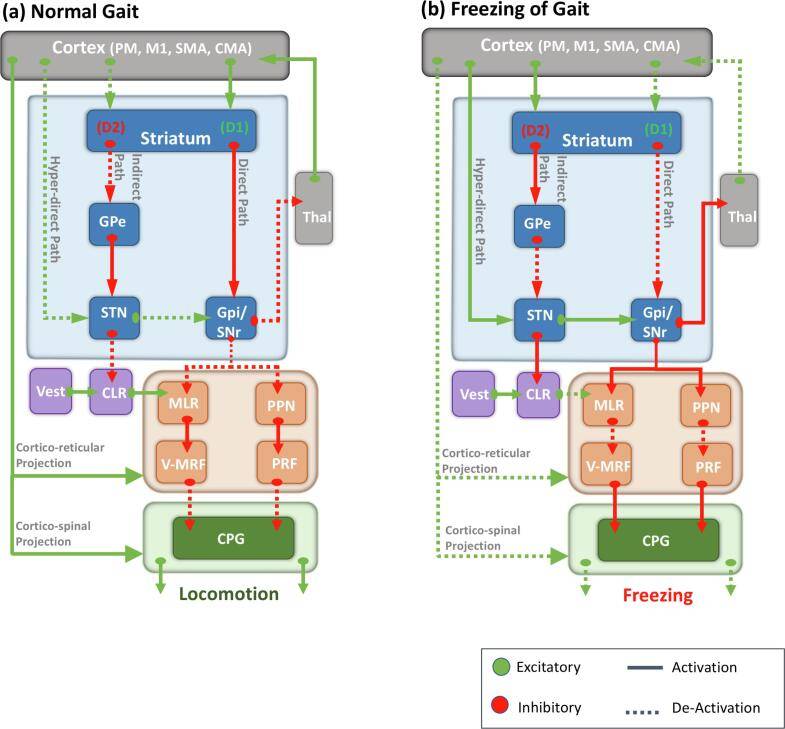 (a) Normal Gait
Cortex (PM, M1, SMA, CMA)
(D2)
Striatum
(D1)
Hyper-direct Path
Indirect
Path
Direct Path
GPe
Thal
STN
Gpi/
SNr
Vest
CLR
MLR
PPN
V-MRF
PRF
Cortico-reticular
Projection
Cortico-spinal
Projection
CPG
Locomotion
(b) Freezing of Gait
Cortex (PM, M1, SMA, CMA)
(D2)
Striatum
(D1)
Hyper-direct Path
Indirect
Path
Direct Path
GPe
Thal
STN
Gpi/
SNr
Vest
CLR
MLR
PPN
V-MRF
PRF
Cortico-reticular
Projection
Cortico-spinal
Projection
CPG
Freezing
Excitatory
Activation
Inhibitory
De-Activation